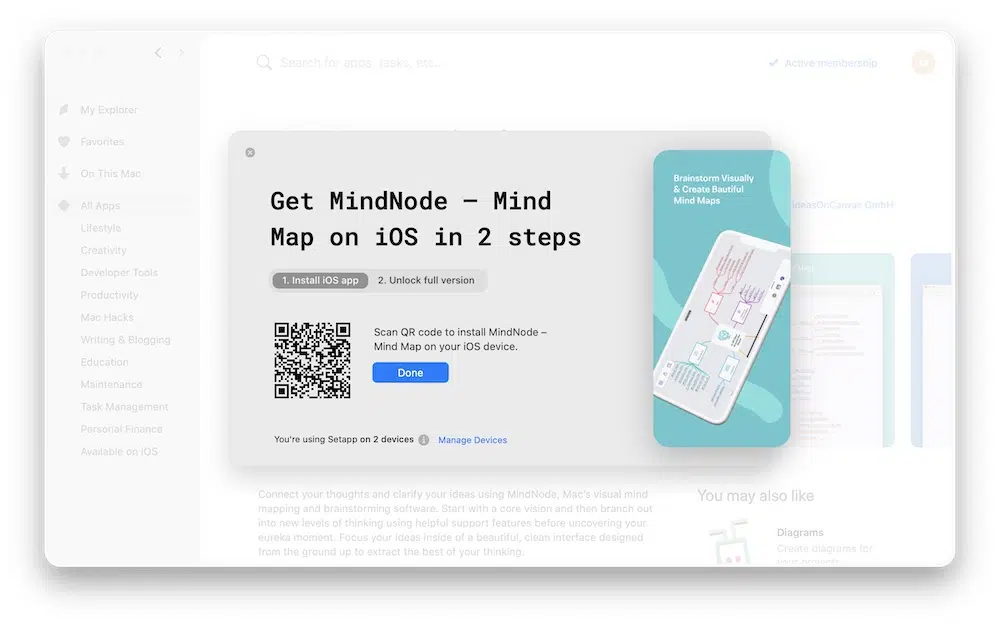 Search for apps, tasks, etc...
Active membership
My Explorer
Favorites
On This Mac
All Apps
Lifestyle
Creativity
Developer Tools
Productivity
Mac Hacks
Writing & Blogging
Education
Maintenance
Task Management
Personal Finance
Available on iOS
Get MindNode – Mind
Map on iOS in 2 steps
1. Install iOS app
2. Unlock full version
Scan QR code to install MindNode –
Mind Map on your iOS device.
Done
You're using Setapp on 2 devices
Manage Devices
Brainstorm Visually
& Create Bautiful
Mind Maps
IdeasOnCanvas GmbH
Connect your thoughts and clarify your ideas using MindNode, Mac's visual mind
mapping and brainstorming software. Start with a core vision and then branch out
into new levels of thinking using helpful support features before uncovering your
eureka moment. Focus your ideas inside of a beautiful, clean interface designed
from the ground up to extract the best of your thinking.
You may also like
Diagrams
Create diagrams for
your projects